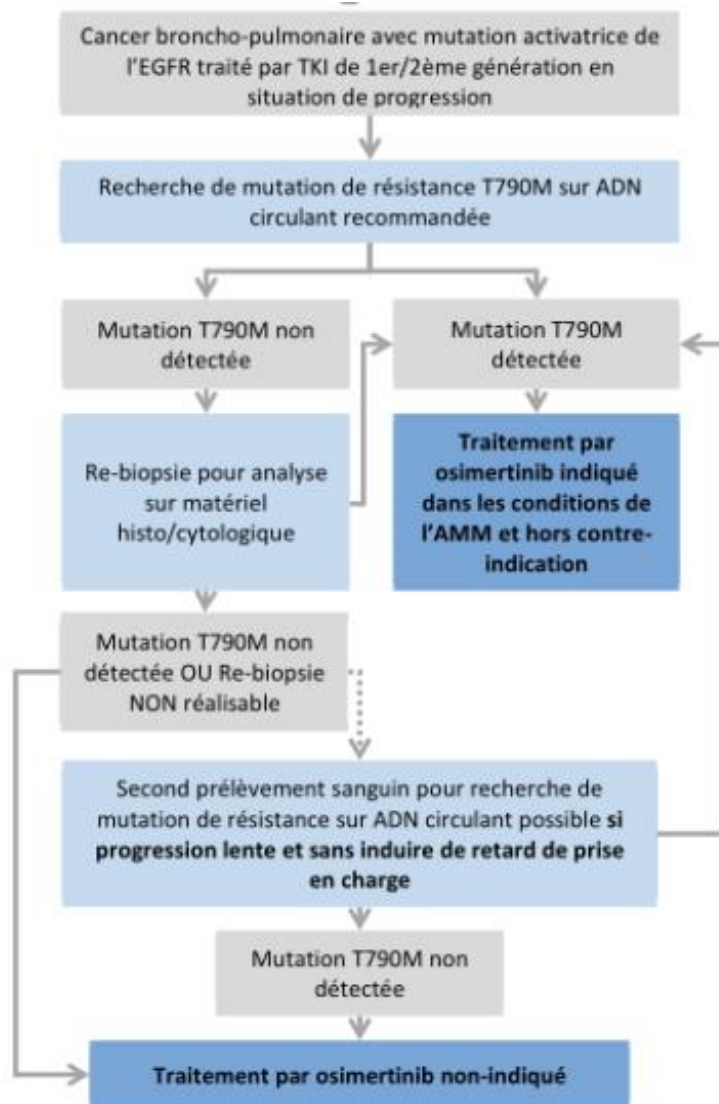 Cancer broncho-pulmonaire avec mutation activatrice de
l'EGFR traité par TKI de 1er/2ème génération en
situation de progression
Recherche de mutation de résistance T790M sur ADN
circulant recommandée
Mutation T790M non
détectée
Mutation T790M
détectée
Re-biopsie pour analyse
sur matériel
histo/cytologique
Traitement par
osimertinib indiqué
dans les conditions de
l'AMM et hors contre-
indication
Mutation T790M non
détectée OU Re-biopsie
NON réalisable
Second prélèvement sanguin pour recherche de
mutation de résistance sur ADN circulant possible si
progression lente et sans induire de retard de prise
en charge
Mutation T790M non
détectée
Traitement par osimertinib non-indiqué